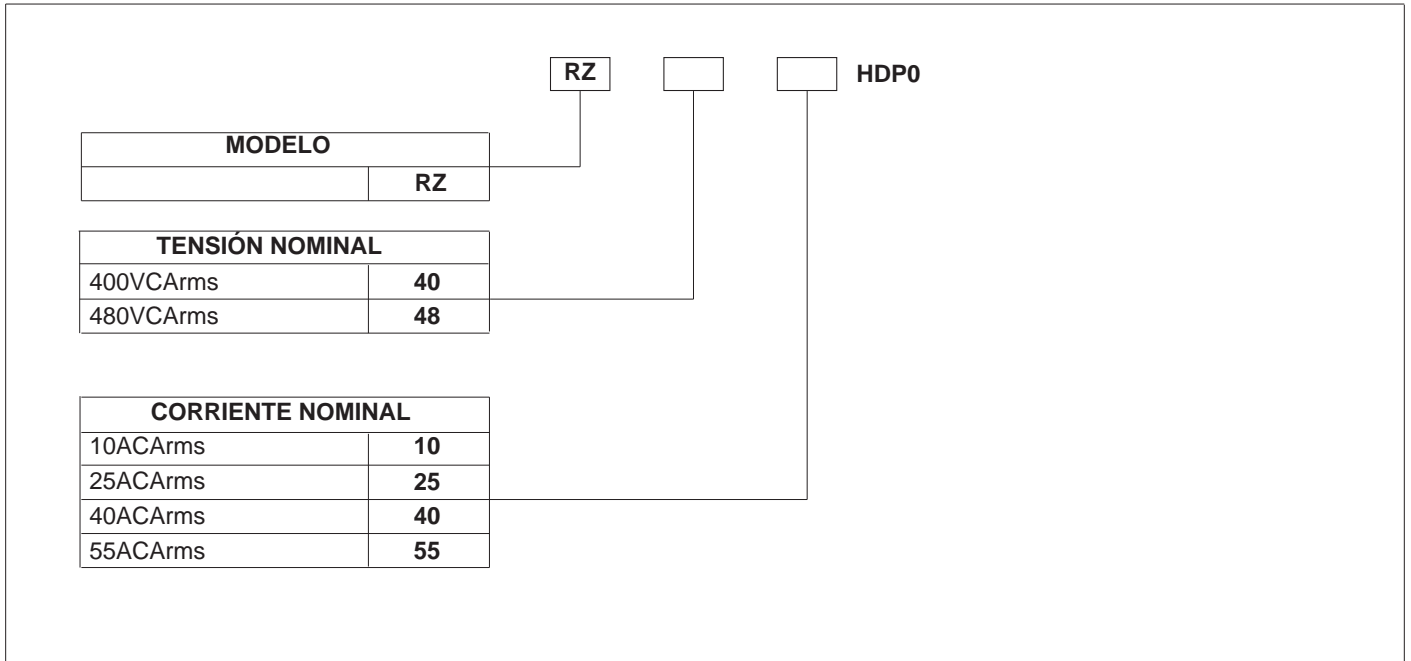 RZ HDP0
MODELO
RZ
TENSIÓN NOMINAL
400VCArms 40
480VCArms 48
CORRIENTE NOMINAL
10ACArms 10
25ACArms 25
40ACArms 40
55ACArms 55